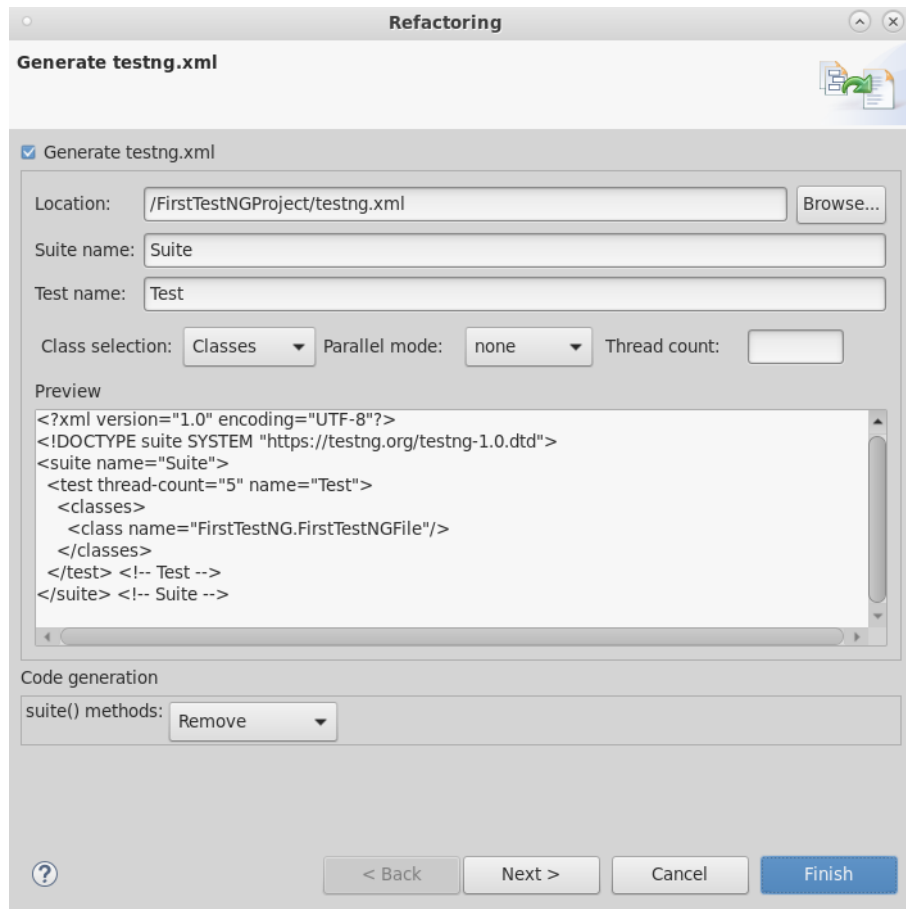 Refactoring
Generate testng.xml
Generate testng.xml
Location: /FirstTestNGProject/testng.xml Browse...
Suite name: Suite
Test name: Test
Class selection: Classes Parallel mode: none Thread count:
Preview
<?xml version="1.0" encoding="UTF-8"?>
<!DOCTYPE suite SYSTEM "https://testng.org/testng-1.0.dtd">
<suite name="Suite">
  <test thread-count="5" name="Test">
    <classes>
      <class name="FirstTestNG.FirstTestNGFile"/>
    </classes>
  </test> <!-- Test -->
</suite> <!-- Suite -->
Code generation
suite() methods: Remove
? < Back Next > Cancel Finish